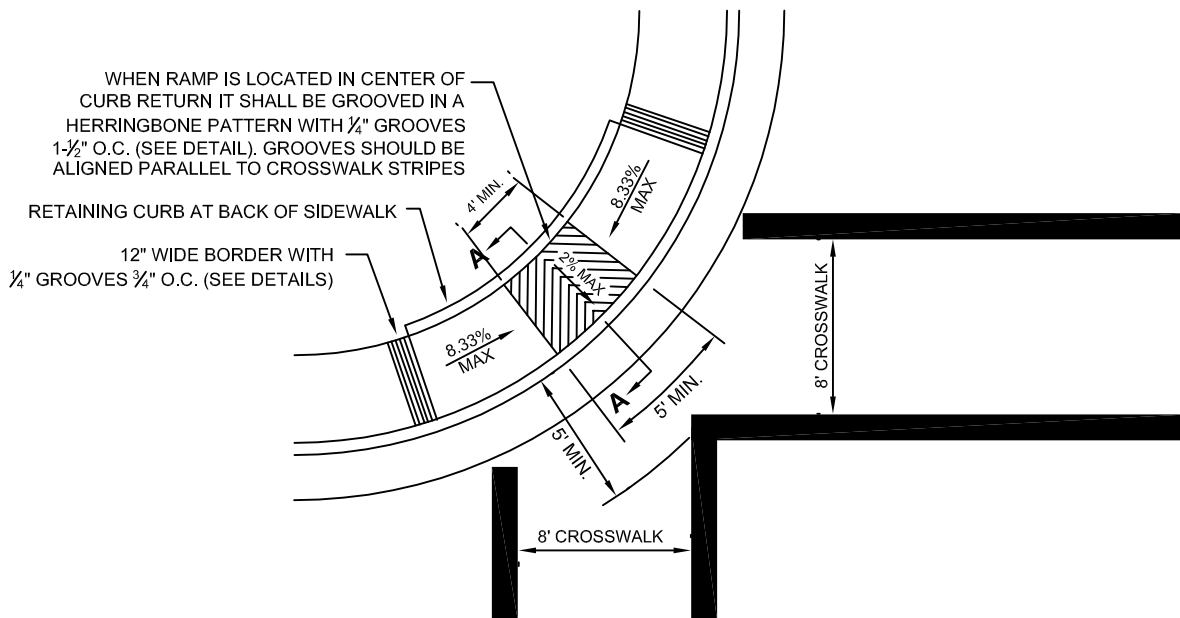 WHEN RAMP IS LOCATED IN CENTER OF
CURB RETURN IT SHALL BE GROOVED IN A
HERRINGBONE PATTERN WITH ¼" GROOVES
1-½" O.C. (SEE DETAIL). GROOVES SHOULD BE
ALIGNED PARALLEL TO CROSSWALK STRIPES
RETAINING CURB AT BACK OF SIDEWALK
12" WIDE BORDER WITH
¼" GROOVES ¾" O.C. (SEE DETAILS)
4' MIN.
8.33%
MAX
A
2% MAX
8.33%
MAX
A
5' MIN.
5' MIN.
8' CROSSWALK
8' CROSSWALK